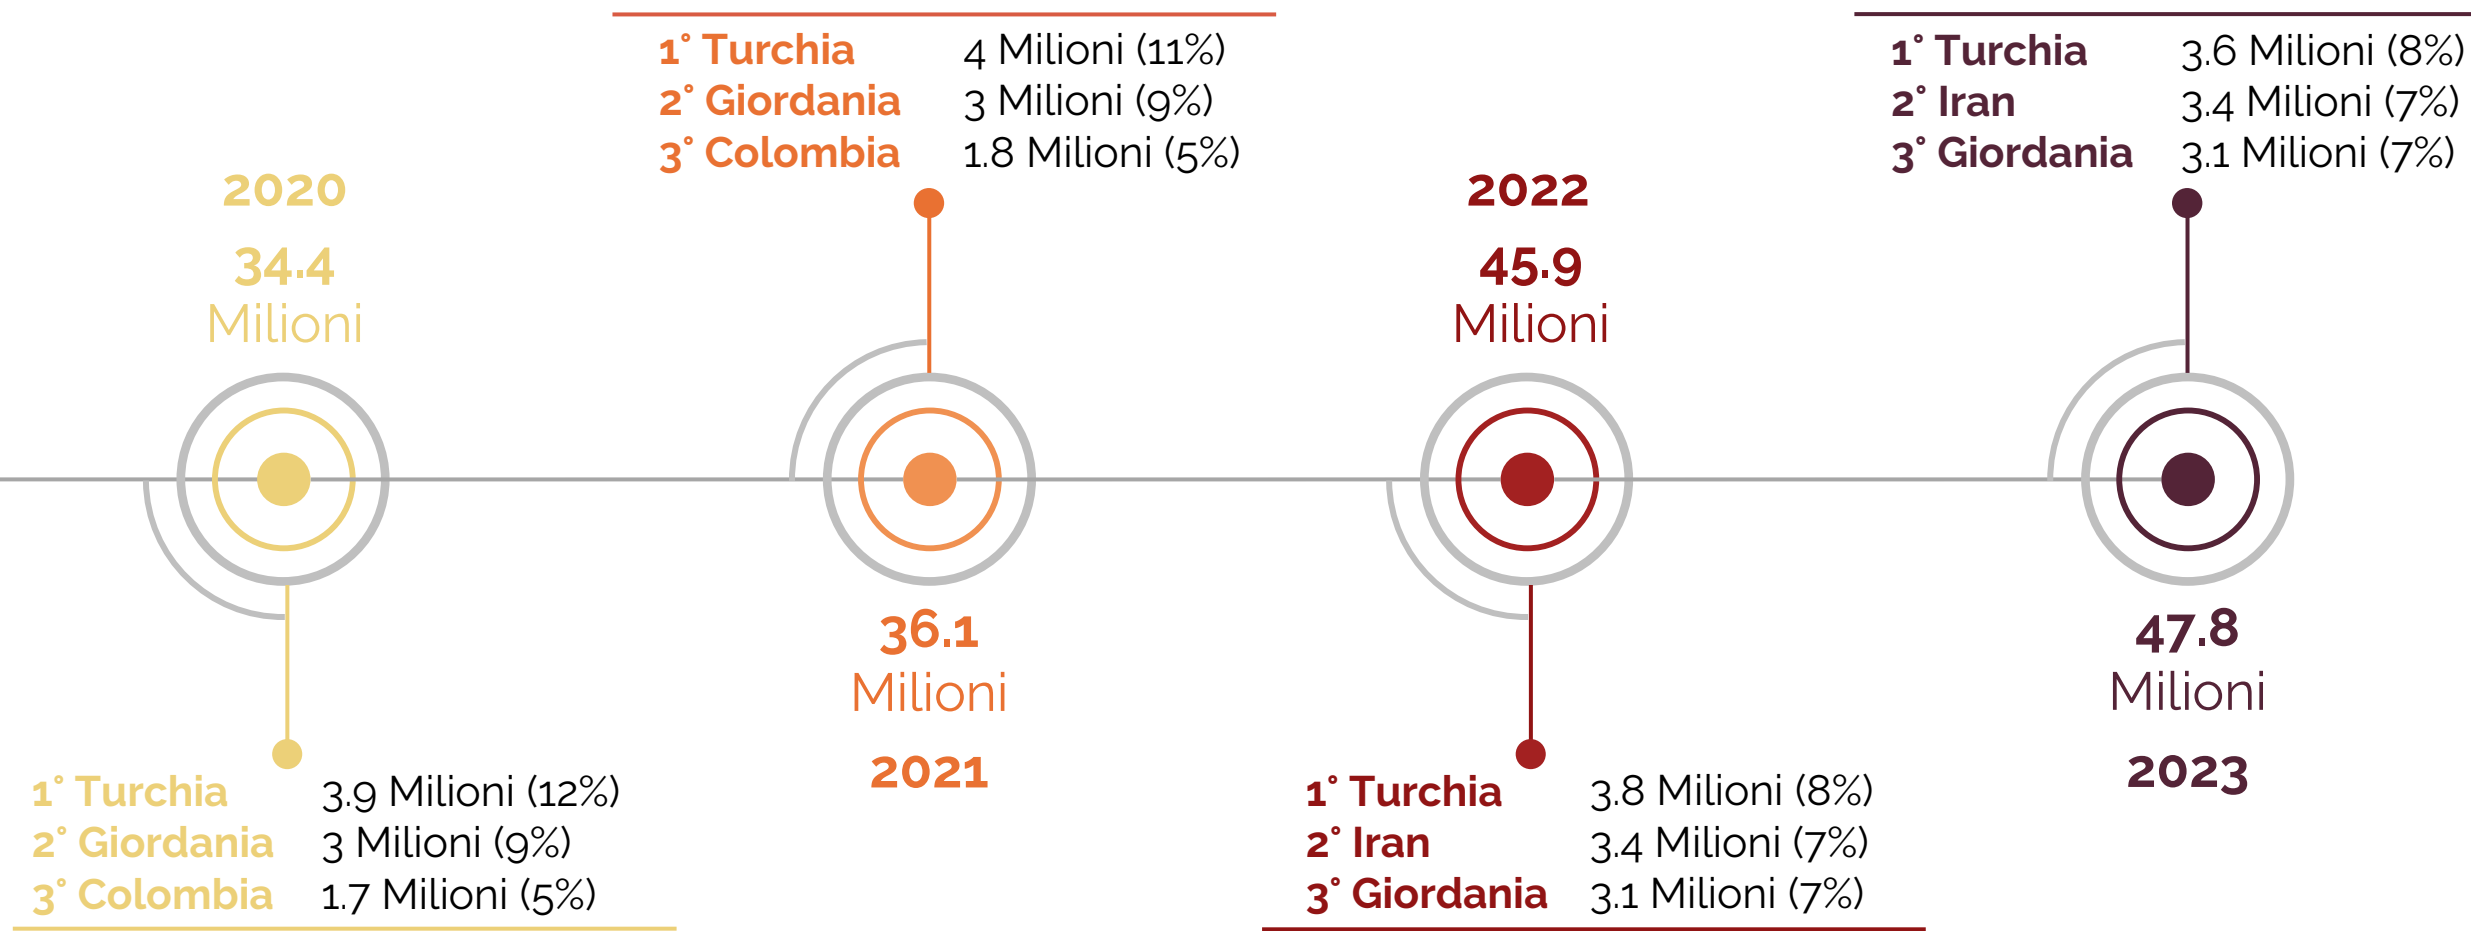 2020
34.4
Milioni
1° Turchia 3.9 Milioni (12%)
2° Giordania 3 Milioni (9%)
3° Colombia 1.7 Milioni (5%)
1° Turchia 4 Milioni (11%)
2° Giordania 3 Milioni (9%)
3° Colombia 1.8 Milioni (5%)
36.1
Milioni
2021
2022
45.9
Milioni
1° Turchia 3.8 Milioni (8%)
2° Iran 3.4 Milioni (7%)
3° Giordania 3.1 Milioni (7%)
1° Turchia 3.6 Milioni (8%)
2° Iran 3.4 Milioni (7%)
3° Giordania 3.1 Milioni (7%)
47.8
Milioni
2023